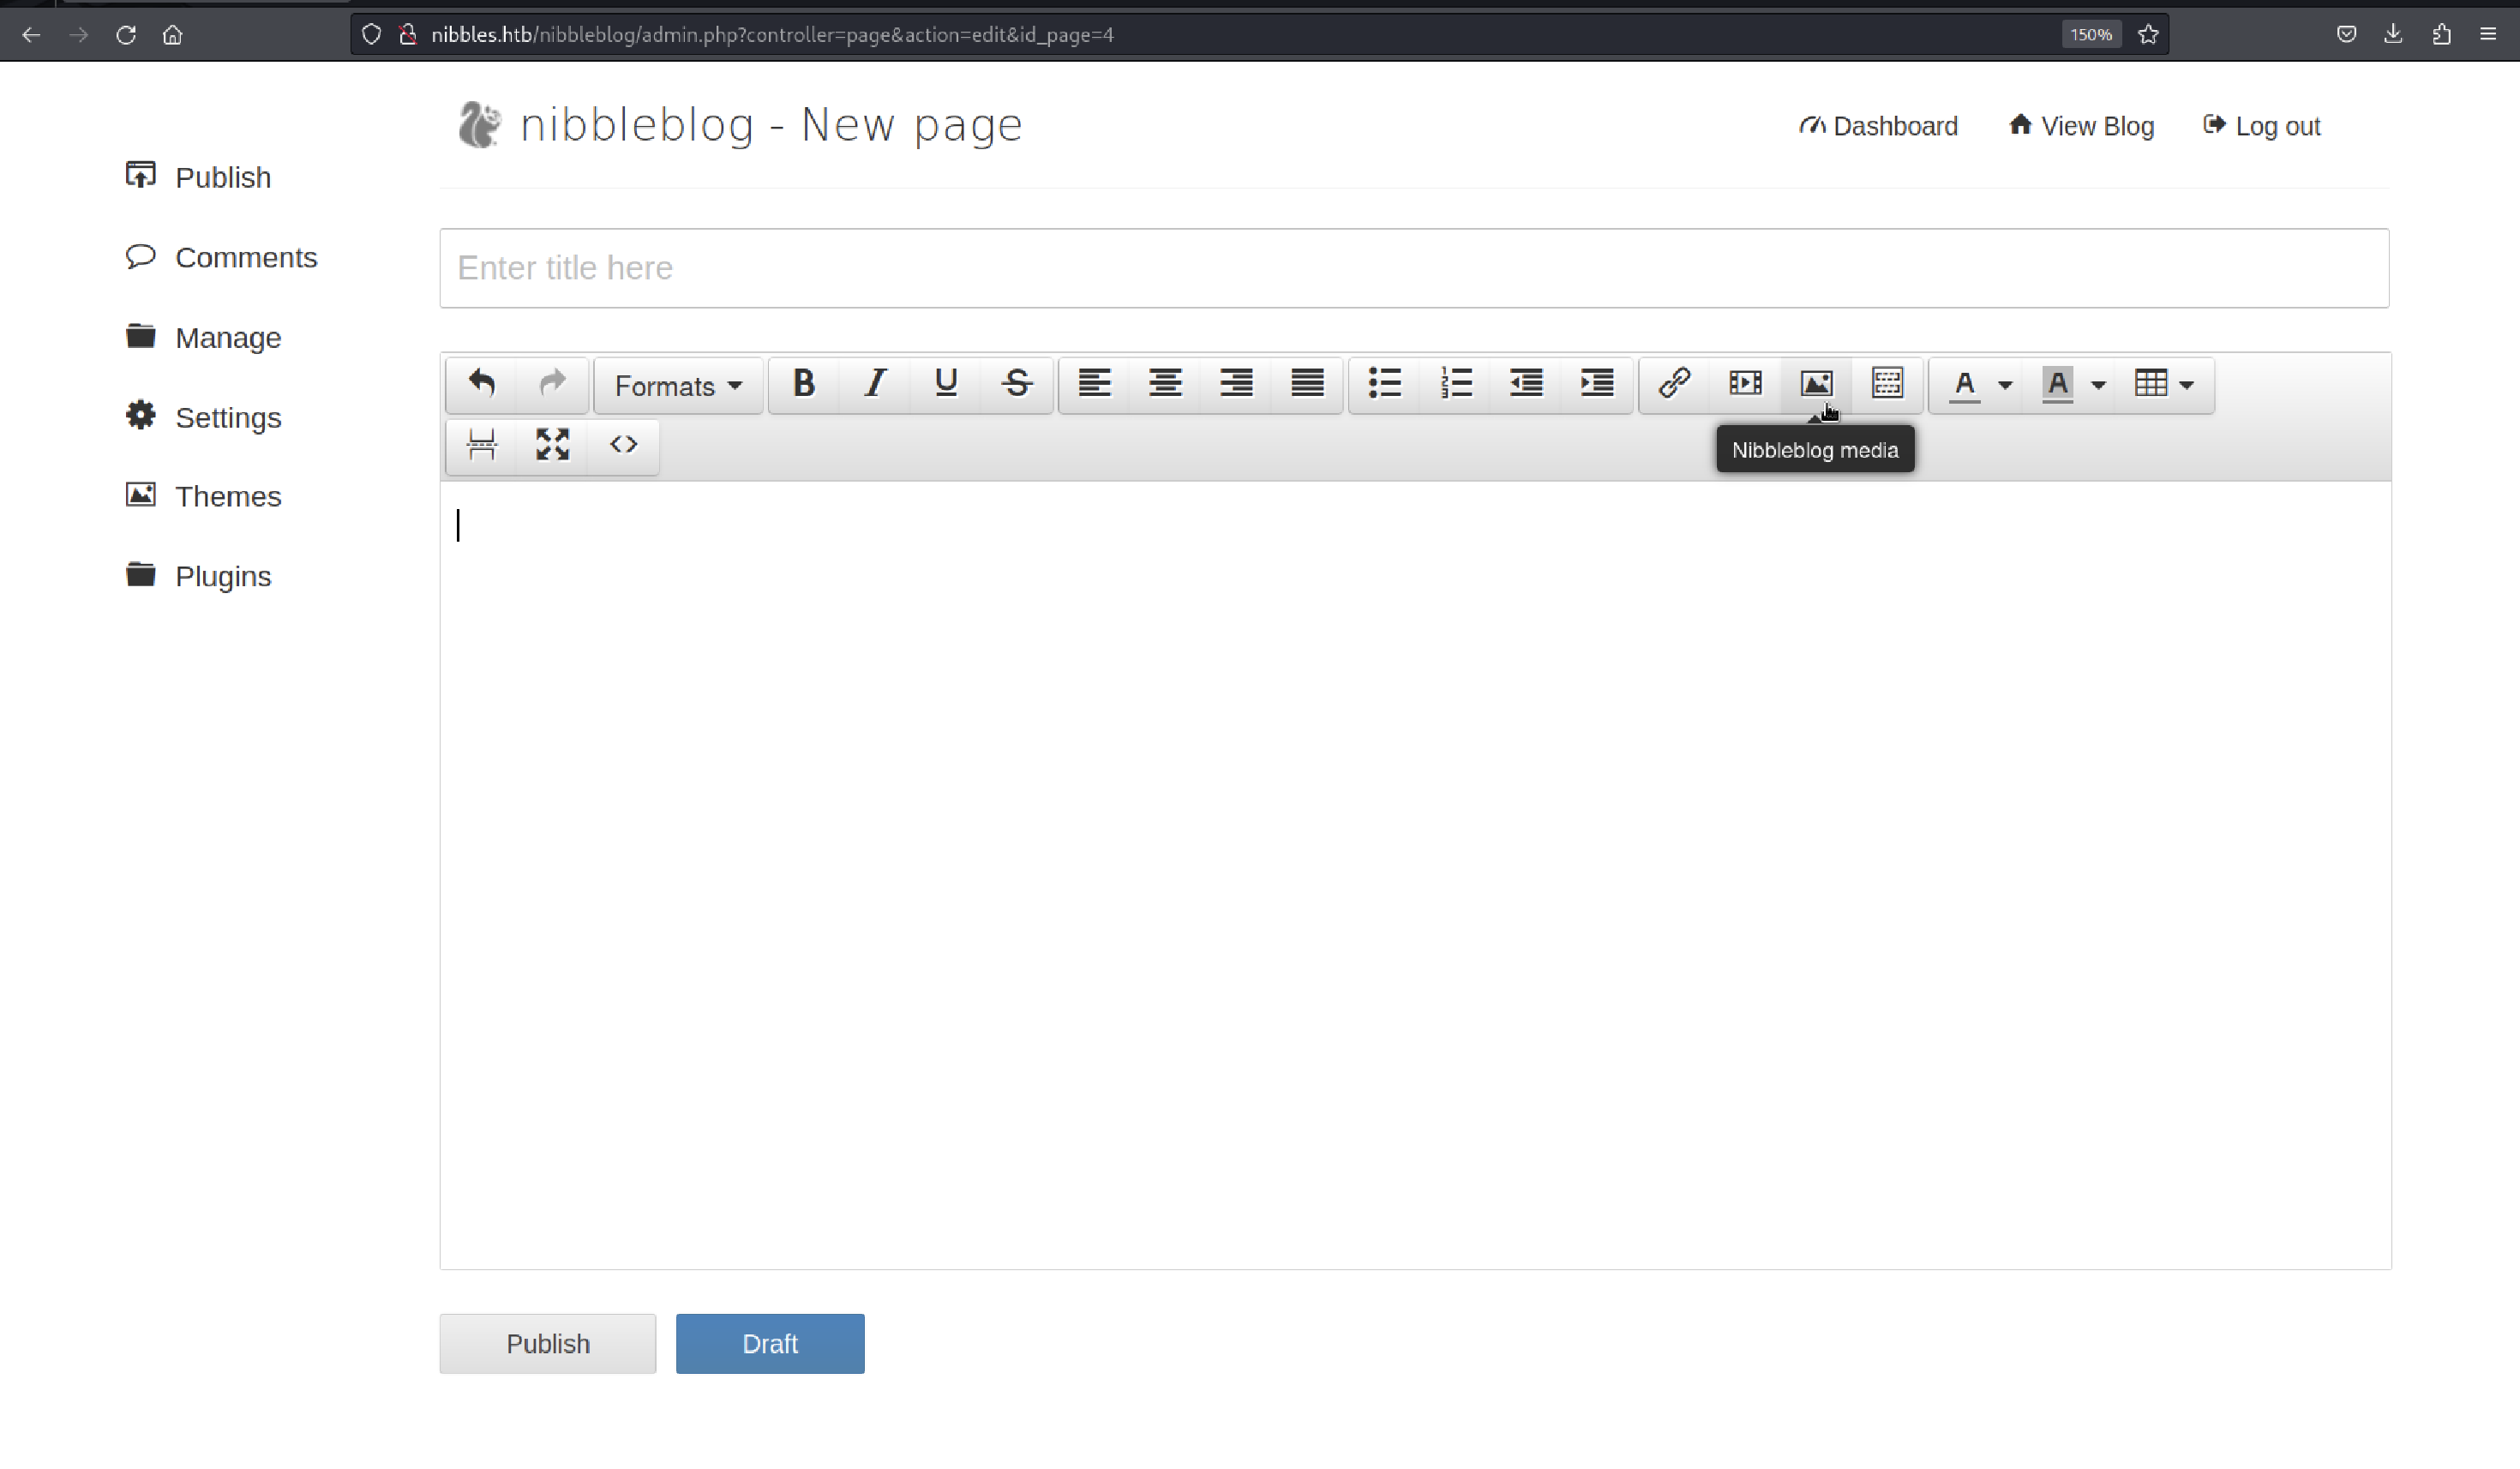 nibbles.htb/nibbleblog/admin.php?controller=page&action=edit&id_page=4
150%
nibbleblog - New page
Dashboard
View Blog
Log out
Publish
Comments
Manage
Settings
Themes
Plugins
Enter title here
Formats
Nibbleblog media
Publish
Draft